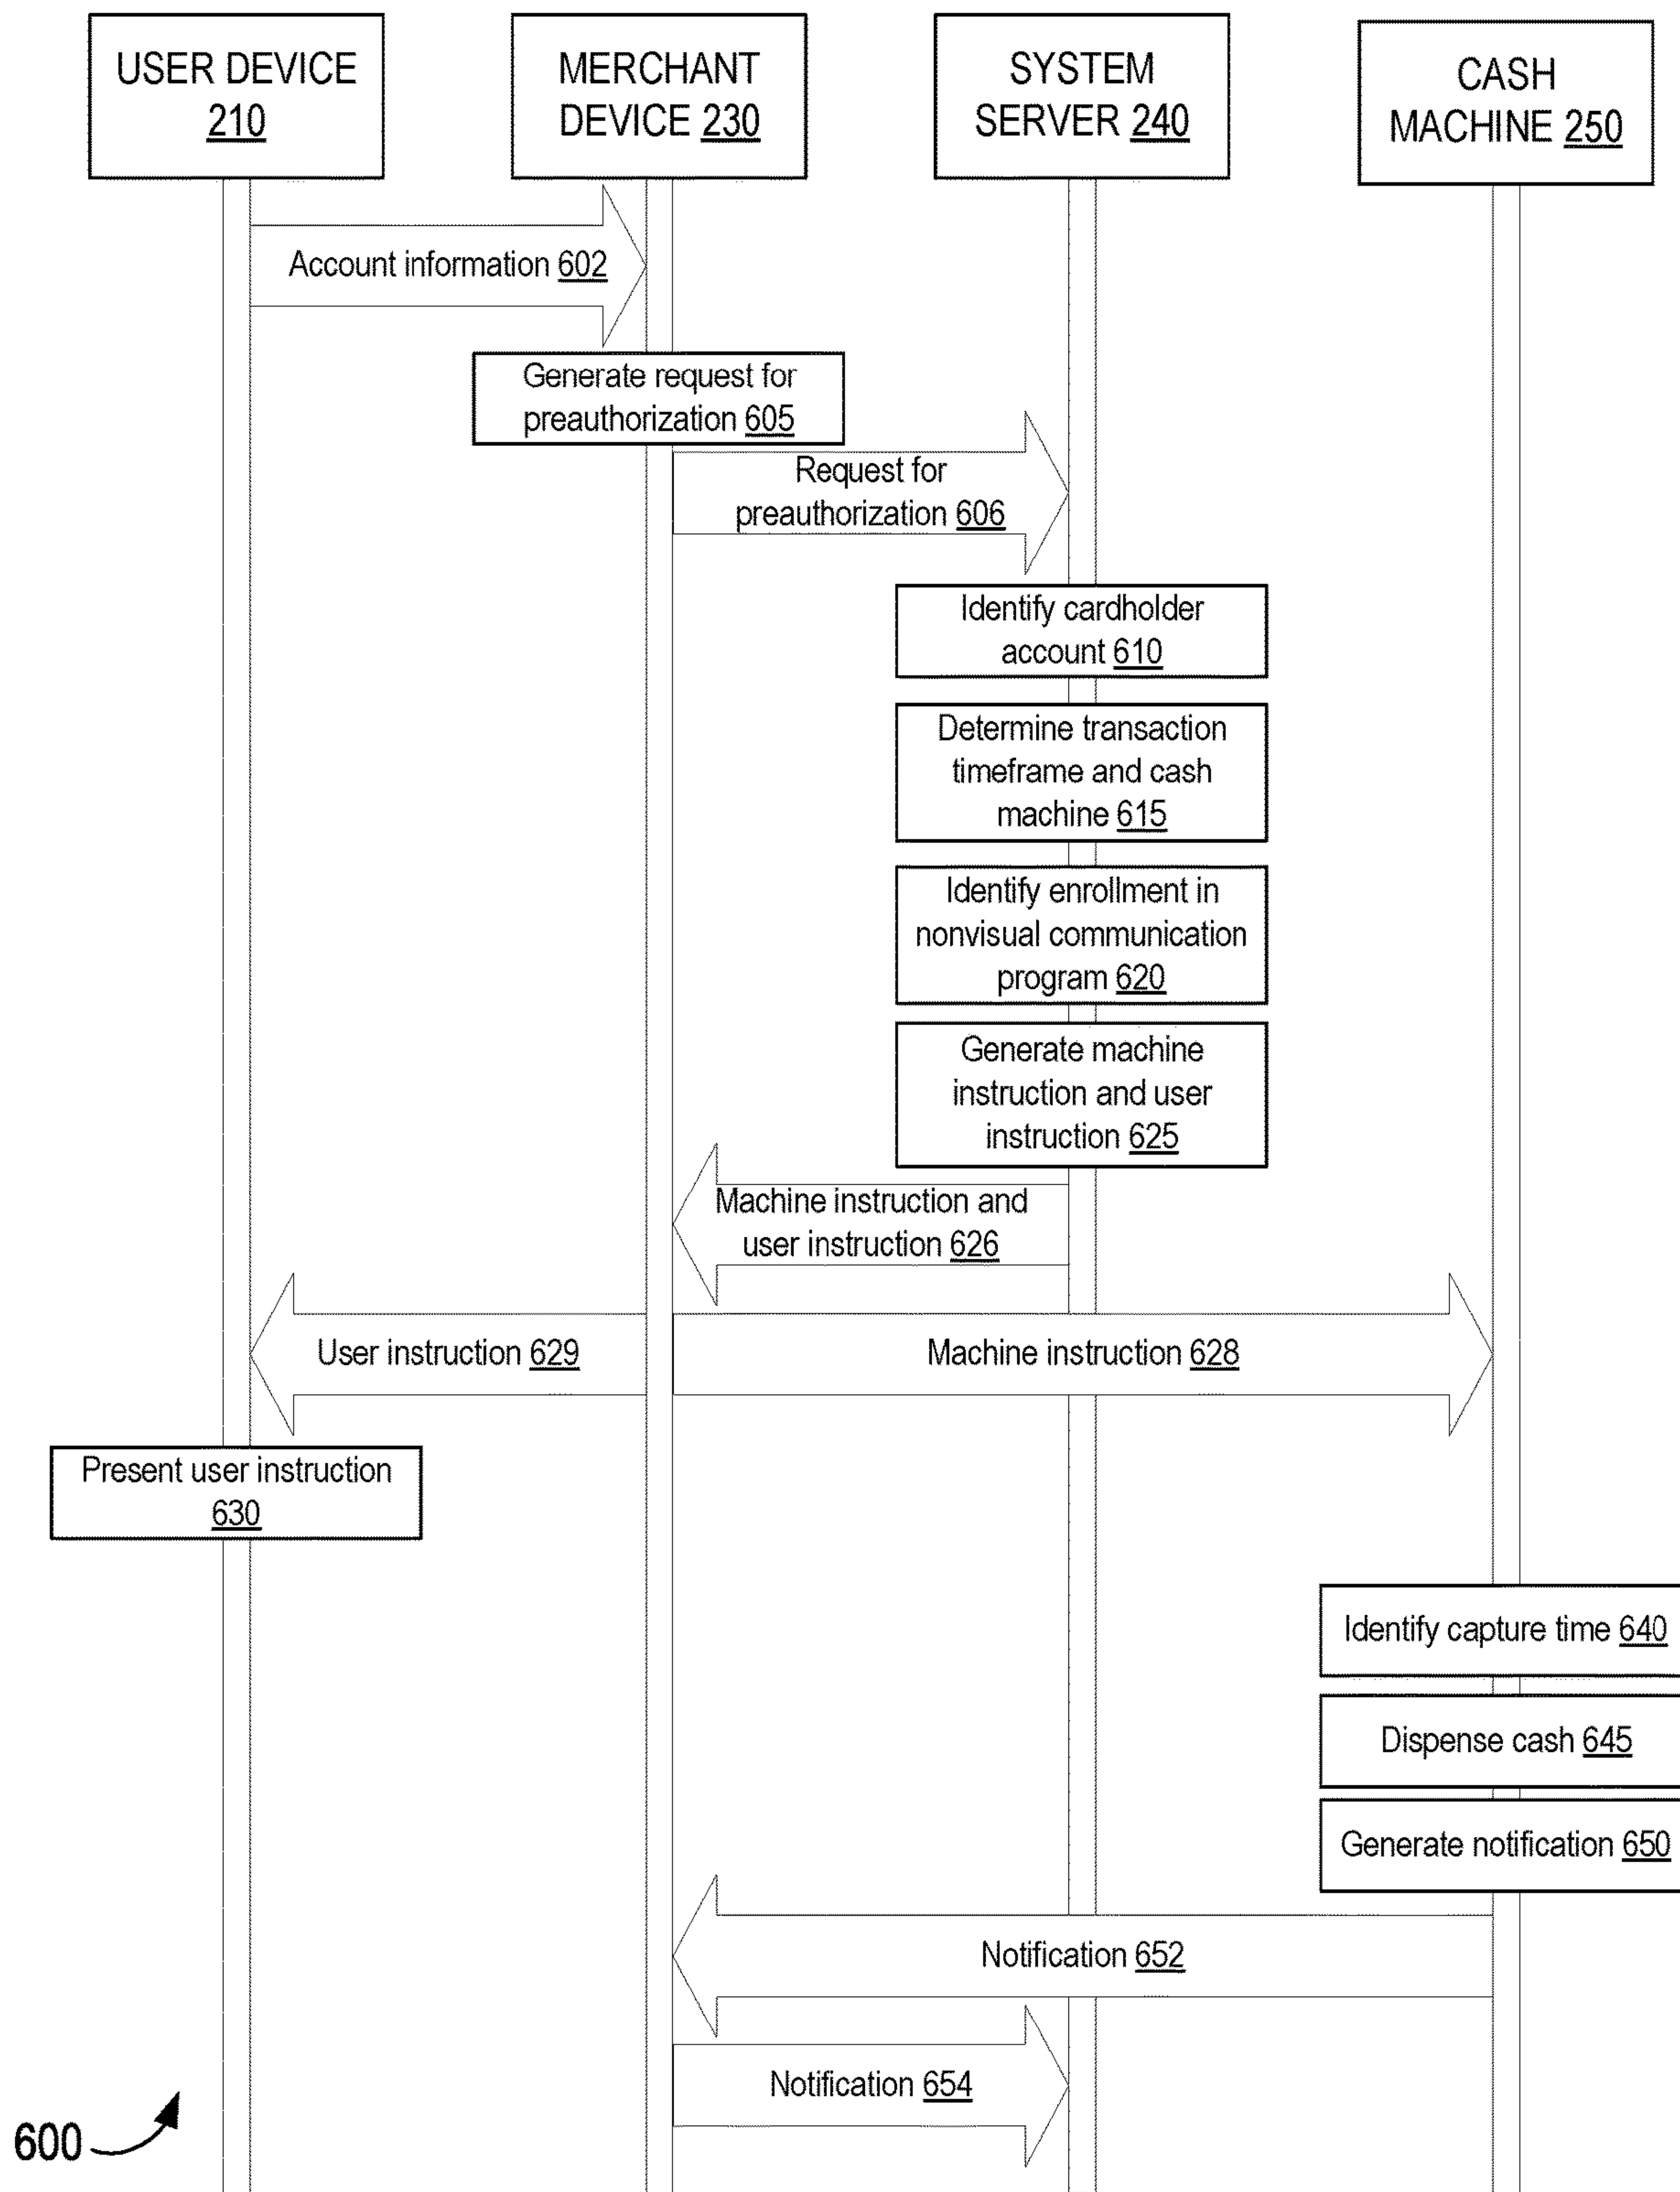 USER DEVICE
210
MERCHANT
DEVICE 230
SYSTEM
SERVER 240
CASH
MACHINE 250
Account information 602
Generate request for
preauthorization 605
Request for
preauthorization 606
Identify cardholder
account 610
Determine transaction
timeframe and cash
machine 615
Identify enrollment in
nonvisual communication
program 620
Generate machine
instruction and user
instruction 625
Machine instruction and
user instruction 626
User instruction 629
Machine instruction 628
Present user instruction
630
Identify capture time 640
Dispense cash 645
Generate notification 650
Notification 652
Notification 654
600